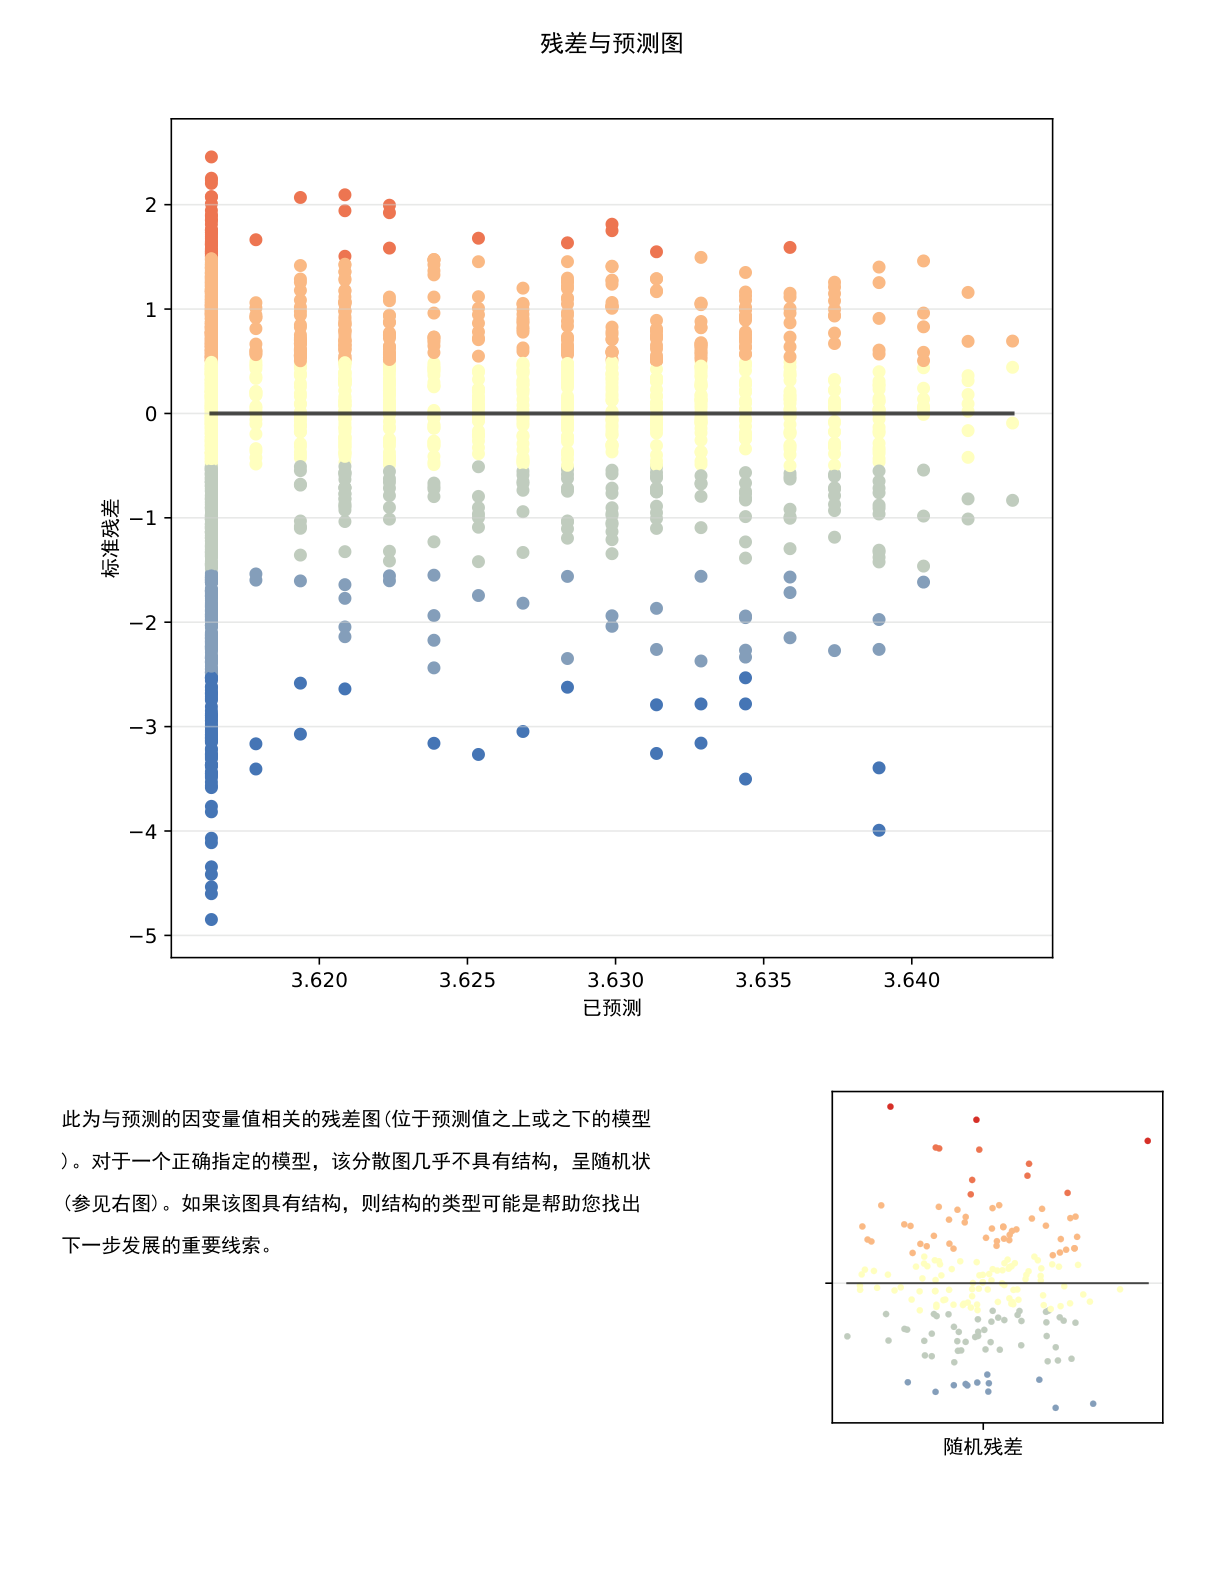 残差与预测图
2
1
0
−1
−2
−3
−4
−5
标准残差
3.620 3.625 3.630 3.635 3.640
已预测
此为与预测的因变量值相关的残差图(位于预测值之上或之下的模型
)。对于一个正确指定的模型，该分散图几乎不具有结构，呈随机状
(参见右图)。如果该图具有结构，则结构的类型可能是帮助您找出
下一步发展的重要线索。
随机残差